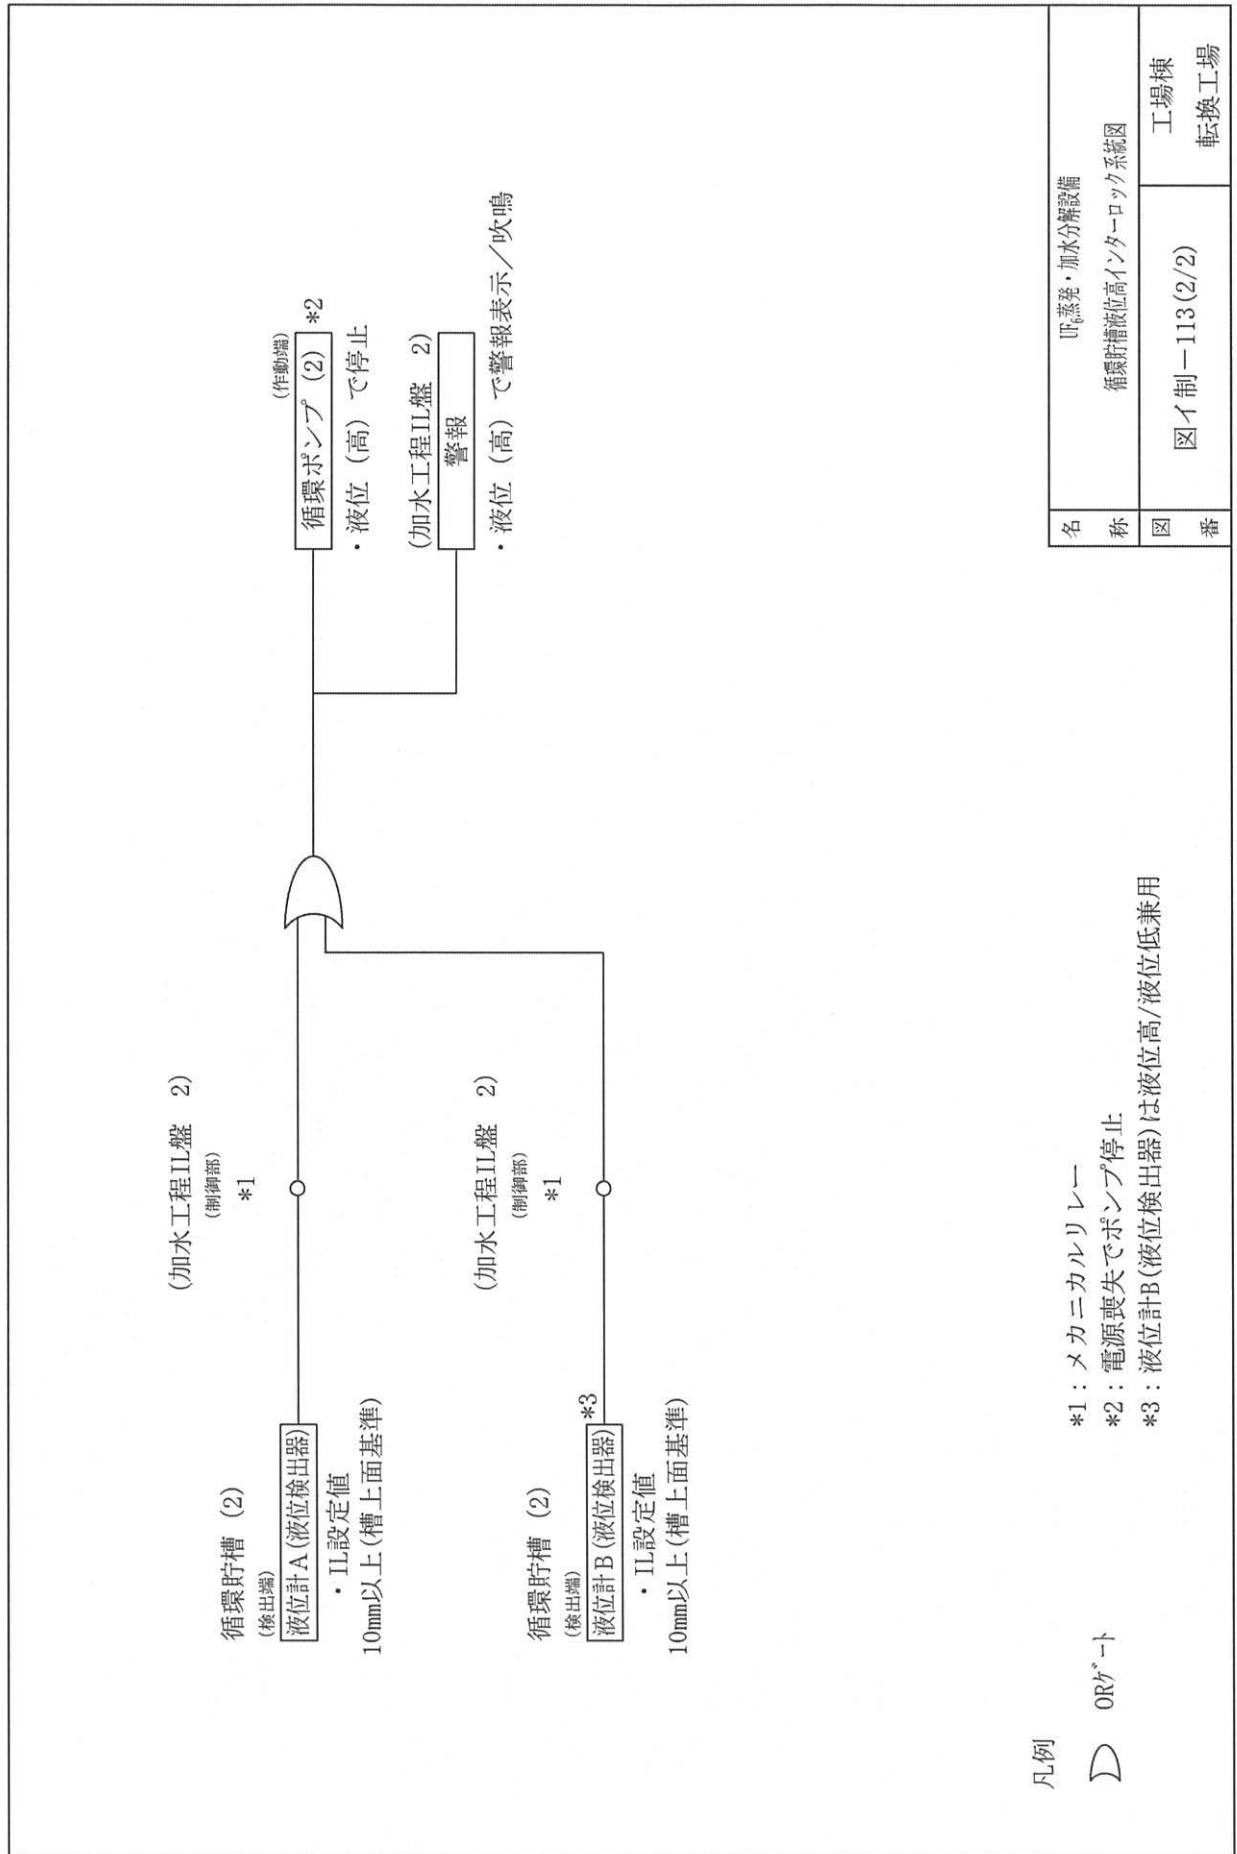 循環貯槽 (2)
(検出端)
液位計A(液位検出器)
・IL設定値
10mm以上(槽上面基準)
(加水工程IL盤 2)
(制御部)
*1
循環貯槽 (2)
(検出端)
液位計B(液位検出器)
*3
・IL設定値
10mm以上(槽上面基準)
(加水工程IL盤 2)
(制御部)
*1
(作動端)
循環ポンプ (2) *2
・液位 (高) で停止
(加水工程IL盤 2)
警報
・液位 (高) で警報表示/吹鳴
凡例
ORゲート
*1:メカニカルリレー
*2:電源喪失でポンプ停止
*3:液位計B(液位検出器)は液位高/液位低兼用
名称
UF₆蒸発・加水分解設備
循環貯槽液位高インターロック系統図
図番
図イ制-113(2/2)
工場棟
転換工場